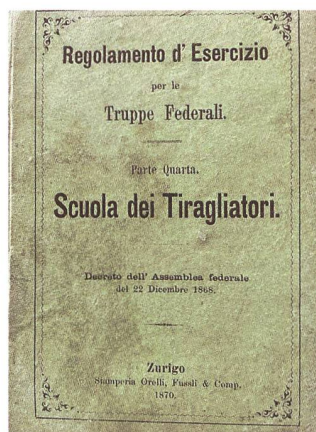 Regolamento d' Esercizio
per le
Truppe Federali.
Parte Quarta.
Scuola dei Tiragliatori.
Decreto dell' Assemblea federale
del 22 Dicembre 1868.
Zurigo
Stamperia Orelli, Fussli & Comp.
1870.